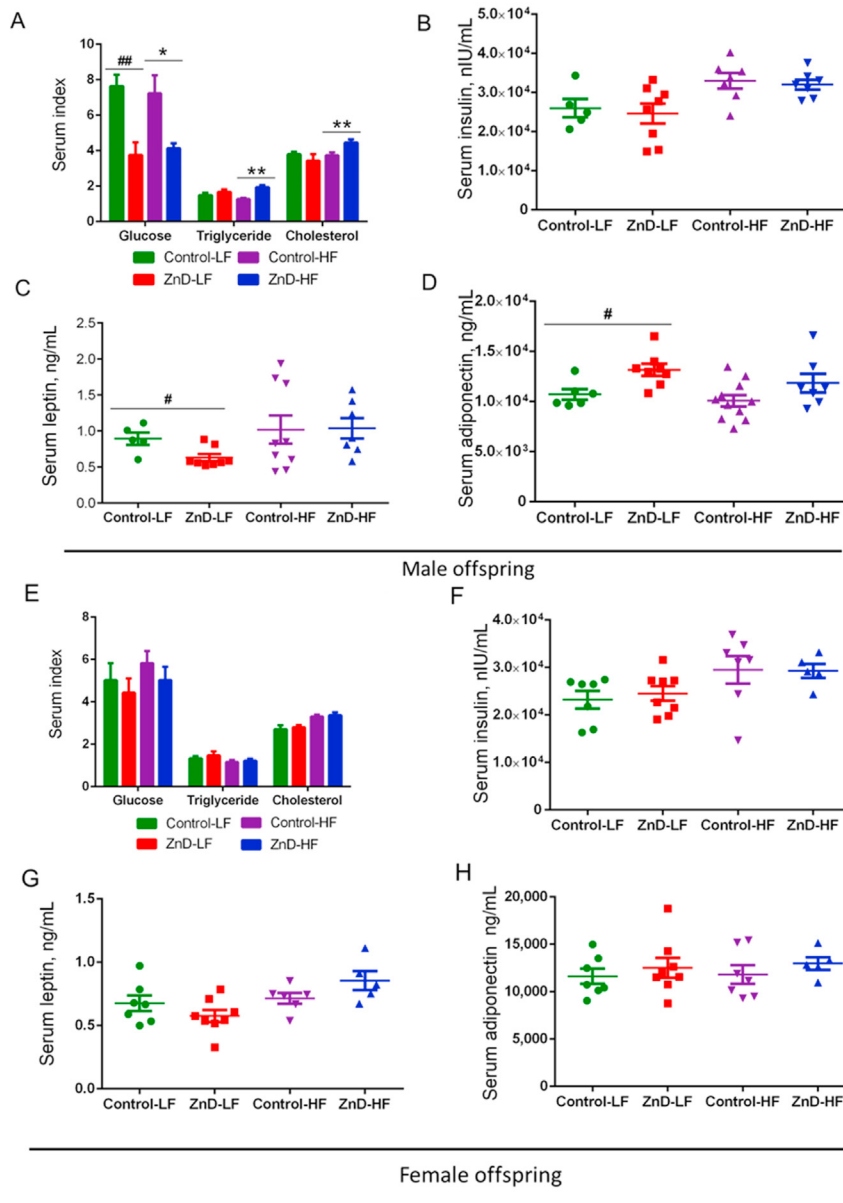 A
Serum index
10
8
6
4
2
0
##
*
**
**
Glucose Triglyceride Cholesterol
Control-LF Control-HF
ZnD-LF ZnD-HF
B
Serum insulin, nIU/mL
5.0×10⁴
4.0×10⁴
3.0×10⁴
2.0×10⁴
1.0×10⁴
0
Control-LF ZnD-LF Control-HF ZnD-HF
C
Serum leptin, ng/mL
2.5
2.0
1.5
1.0
0.5
0.0
#
Control-LF ZnD-LF Control-HF ZnD-HF
D
Serum adiponectin, ng/mL
2.0×10⁴
1.5×10⁴
1.0×10⁴
5.0×10³
0
#
Control-LF ZnD-LF Control-HF ZnD-HF
Male offspring
E
Serum index
8
6
4
2
0
Glucose Triglyceride Cholesterol
Control-LF Control-HF
ZnD-LF ZnD-HF
F
Serum insulin, nIU/mL
4.0×10⁴
3.0×10⁴
2.0×10⁴
1.0×10⁴
0
Control-LF ZnD-LF Control-HF ZnD-HF
G
Serum leptin, ng/mL
1.5
1.0
0.5
0.0
Control-LF ZnD-LF Control-HF ZnD-HF
H
Serum adiponectin ng/mL
20,000
15,000
10,000
5,000
0
Control-LF ZnD-LF Control-HF ZnD-HF
Female offspring